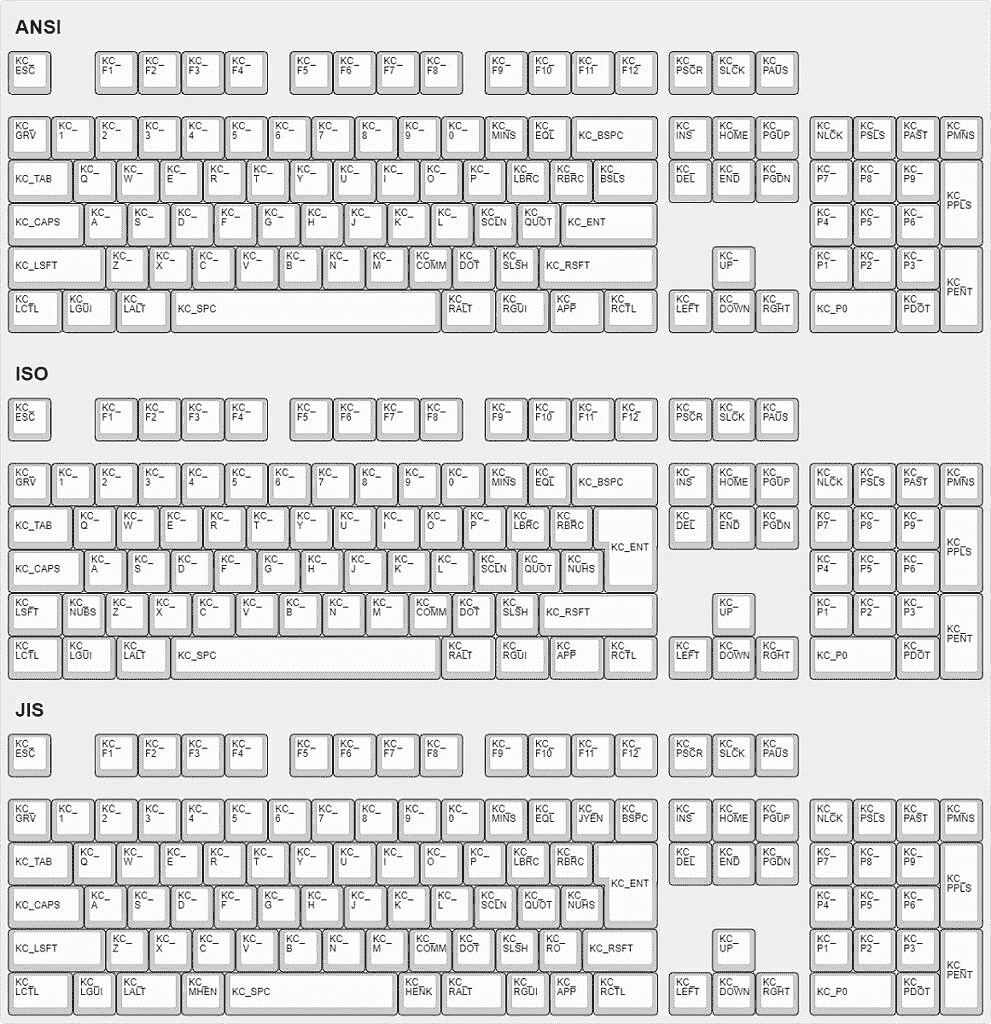 ANSI
KC_ESC KC_F1 KC_F2 KC_F3 KC_F4 KC_F5 KC_F6 KC_F7 KC_F8 KC_F9 KC_F10 KC_F11 KC_F12 KC_PSCR KC_SLCK KC_PAUS
KC_GRV KC_1 KC_2 KC_3 KC_4 KC_5 KC_6 KC_7 KC_8 KC_9 KC_0 KC_MINS KC_EQL KC_BSPC KC_INS KC_HOME KC_PGUP KC_NLCK KC_PSLS KC_PAST KC_PMNS
KC_TAB KC_Q KC_W KC_E KC_R KC_T KC_Y KC_U KC_I KC_O KC_P KC_LBRC KC_RBRC KC_BSLS KC_DEL KC_END KC_PGDN KC_P7 KC_P8 KC_P9 KC_PPLS
KC_CAPS KC_A KC_S KC_D KC_F KC_G KC_H KC_J KC_K KC_L KC_SCLN KC_QUOT KC_ENT KC_P4 KC_P5 KC_P6
KC_LSFT KC_Z KC_X KC_C KC_V KC_B KC_N KC_M KC_COMM KC_DOT KC_SLSH KC_RSFT KC_UP KC_P1 KC_P2 KC_P3 KC_PENT
KC_LCTL KC_LGUI KC_LALT KC_SPC KC_RALT KC_RGUI KC_APP KC_RCTL KC_LEFT KC_DOWN KC_RGHT KC_P0 KC_PDOT
ISO
KC_ESC KC_F1 KC_F2 KC_F3 KC_F4 KC_F5 KC_F6 KC_F7 KC_F8 KC_F9 KC_F10 KC_F11 KC_F12 KC_PSCR KC_SLCK KC_PAUS
KC_GRV KC_1 KC_2 KC_3 KC_4 KC_5 KC_6 KC_7 KC_8 KC_9 KC_0 KC_MINS KC_EQL KC_BSPC KC_INS KC_HOME KC_PGUP KC_NLCK KC_PSLS KC_PAST KC_PMNS
KC_TAB KC_Q KC_W KC_E KC_R KC_T KC_Y KC_U KC_I KC_O KC_P KC_LBRC KC_RBRC KC_ENT KC_DEL KC_END KC_PGDN KC_P7 KC_P8 KC_P9 KC_PPLS
KC_CAPS KC_A KC_S KC_D KC_F KC_G KC_H KC_J KC_K KC_L KC_SCLN KC_QUOT KC_NUHS KC_P4 KC_P5 KC_P6
KC_LSFT KC_NUBS KC_Z KC_X KC_C KC_V KC_B KC_N KC_M KC_COMM KC_DOT KC_SLSH KC_RSFT KC_UP KC_P1 KC_P2 KC_P3 KC_PENT
KC_LCTL KC_LGUI KC_LALT KC_SPC KC_RALT KC_RGUI KC_APP KC_RCTL KC_LEFT KC_DOWN KC_RGHT KC_P0 KC_PDOT
JIS
KC_ESC KC_F1 KC_F2 KC_F3 KC_F4 KC_F5 KC_F6 KC_F7 KC_F8 KC_F9 KC_F10 KC_F11 KC_F12 KC_PSCR KC_SLCK KC_PAUS
KC_GRV KC_1 KC_2 KC_3 KC_4 KC_5 KC_6 KC_7 KC_8 KC_9 KC_0 KC_MINS KC_EQL KC_JYEN KC_BSPC KC_INS KC_HOME KC_PGUP KC_NLCK KC_PSLS KC_PAST KC_PMNS
KC_TAB KC_Q KC_W KC_E KC_R KC_T KC_Y KC_U KC_I KC_O KC_P KC_LBRC KC_RBRC KC_ENT KC_DEL KC_END KC_PGDN KC_P7 KC_P8 KC_P9 KC_PPLS
KC_CAPS KC_A KC_S KC_D KC_F KC_G KC_H KC_J KC_K KC_L KC_SCLN KC_QUOT KC_NUHS KC_P4 KC_P5 KC_P6
KC_LSFT KC_Z KC_X KC_C KC_V KC_B KC_N KC_M KC_COMM KC_DOT KC_SLSH KC_RO KC_RSFT KC_UP KC_P1 KC_P2 KC_P3 KC_PENT
KC_LCTL KC_LGUI KC_LALT KC_MHEN KC_SPC KC_HENK KC_RALT KC_RGUI KC_APP KC_RCTL KC_LEFT KC_DOWN KC_RGHT KC_P0 KC_PDOT